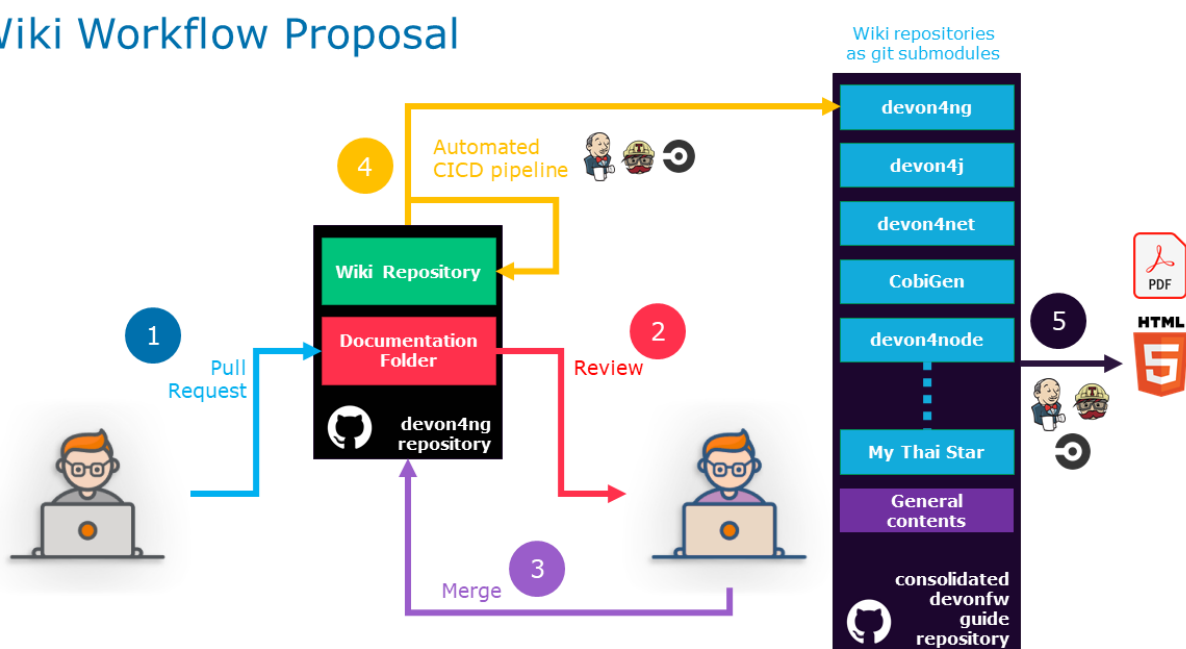 Wiki Workflow Proposal
Wiki repositories
as git submodules
devon4ng
devon4j
devon4net
CobiGen
devon4node
My Thai Star
General
contents
consolidated
devonfw
guide
repository
4
Automated
CICD pipeline
Wiki Repository
Documentation
Folder
devon4ng
repository
1
Pull
Request
2
Review
3
Merge
5
PDF
HTML
5